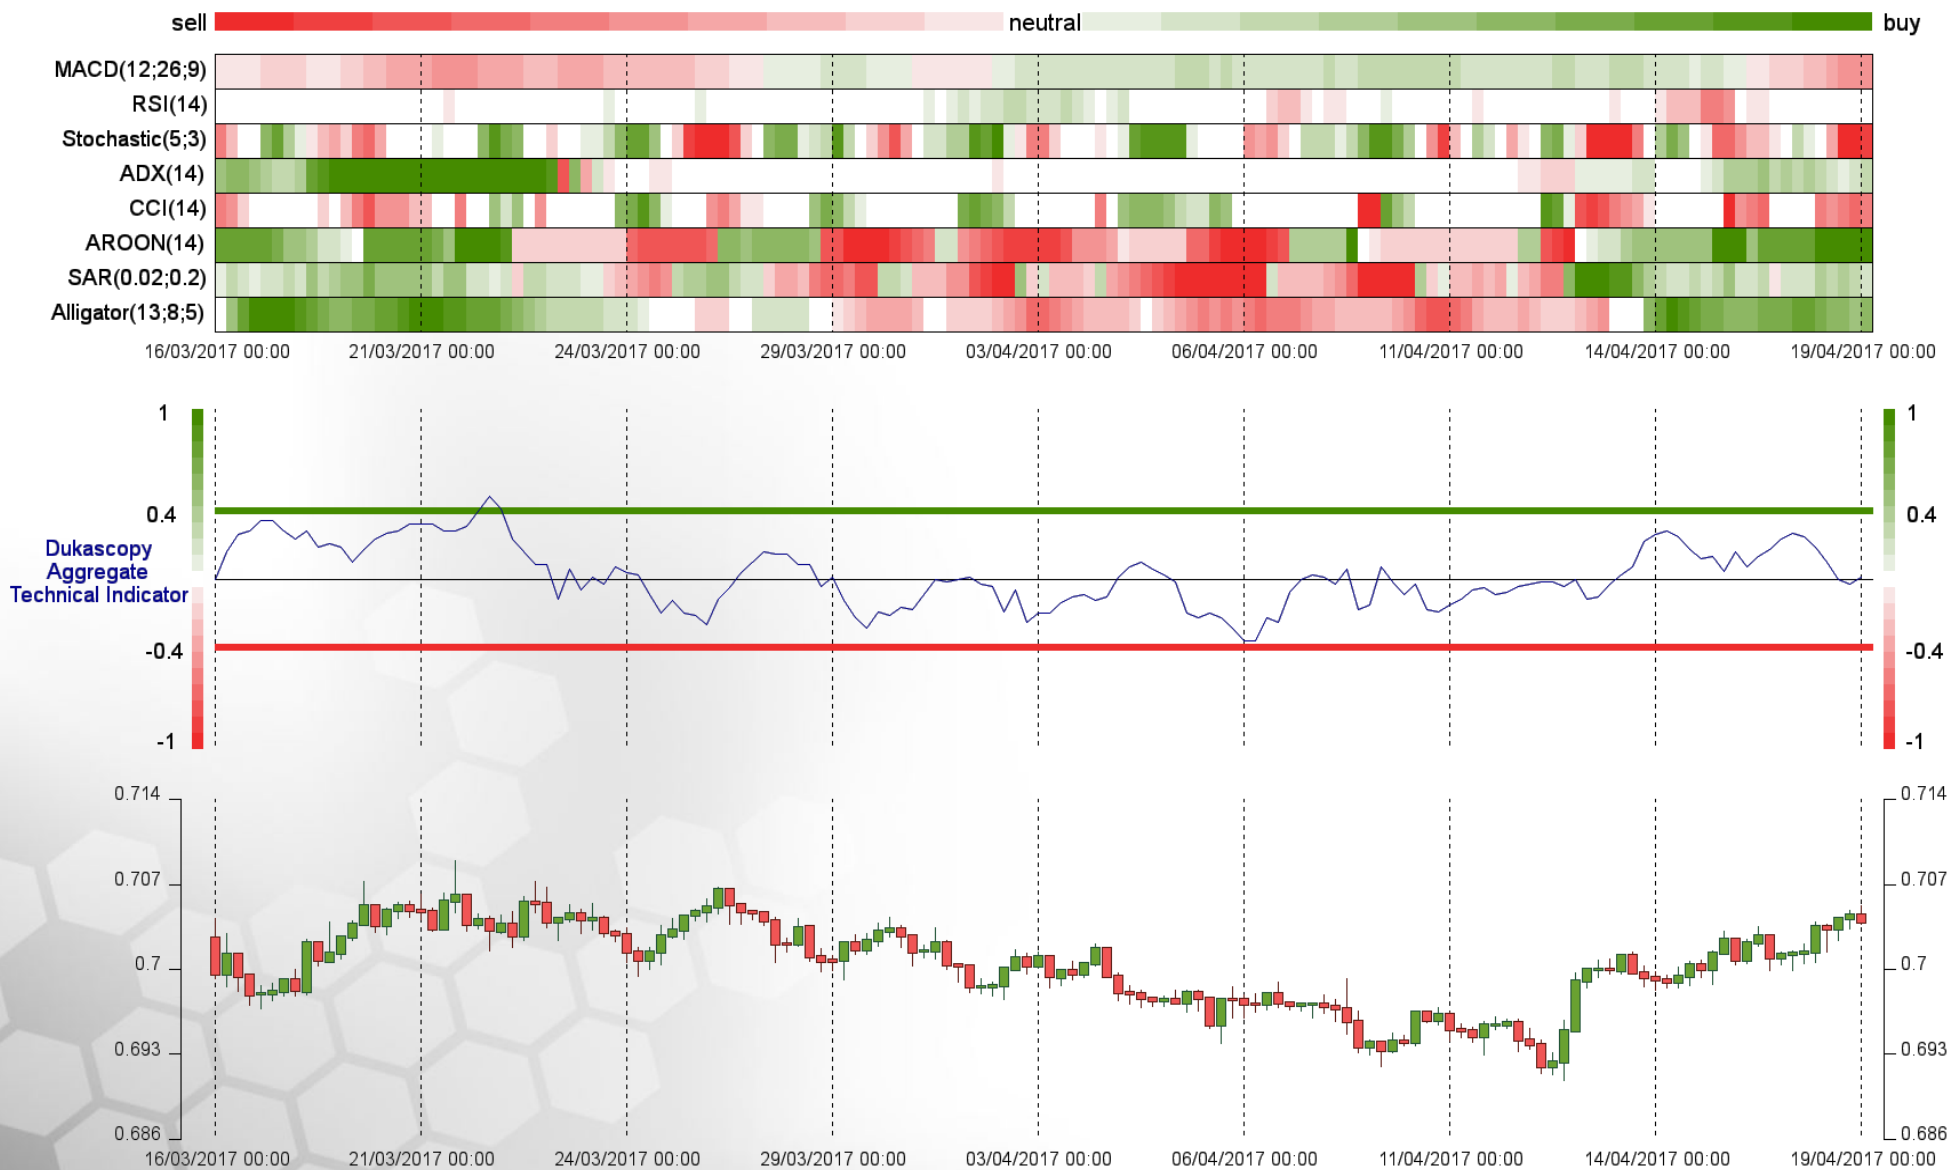 sell neutral buy
MACD(12;26;9)
RSI(14)
Stochastic(5;3)
ADX(14)
CCI(14)
AROON(14)
SAR(0.02;0.2)
Alligator(13;8;5)
16/03/2017 00:00 21/03/2017 00:00 24/03/2017 00:00 29/03/2017 00:00 03/04/2017 00:00 06/04/2017 00:00 11/04/2017 00:00 14/04/2017 00:00 19/04/2017 00:00
1 1
0.4 0.4
Dukascopy
Aggregate
Technical Indicator
-0.4 -0.4
-1 -1
0.714 0.714
0.707 0.707
0.7 0.7
0.693 0.693
0.686 0.686
16/03/2017 00:00 21/03/2017 00:00 24/03/2017 00:00 29/03/2017 00:00 03/04/2017 00:00 06/04/2017 00:00 11/04/2017 00:00 14/04/2017 00:00 19/04/2017 00:00